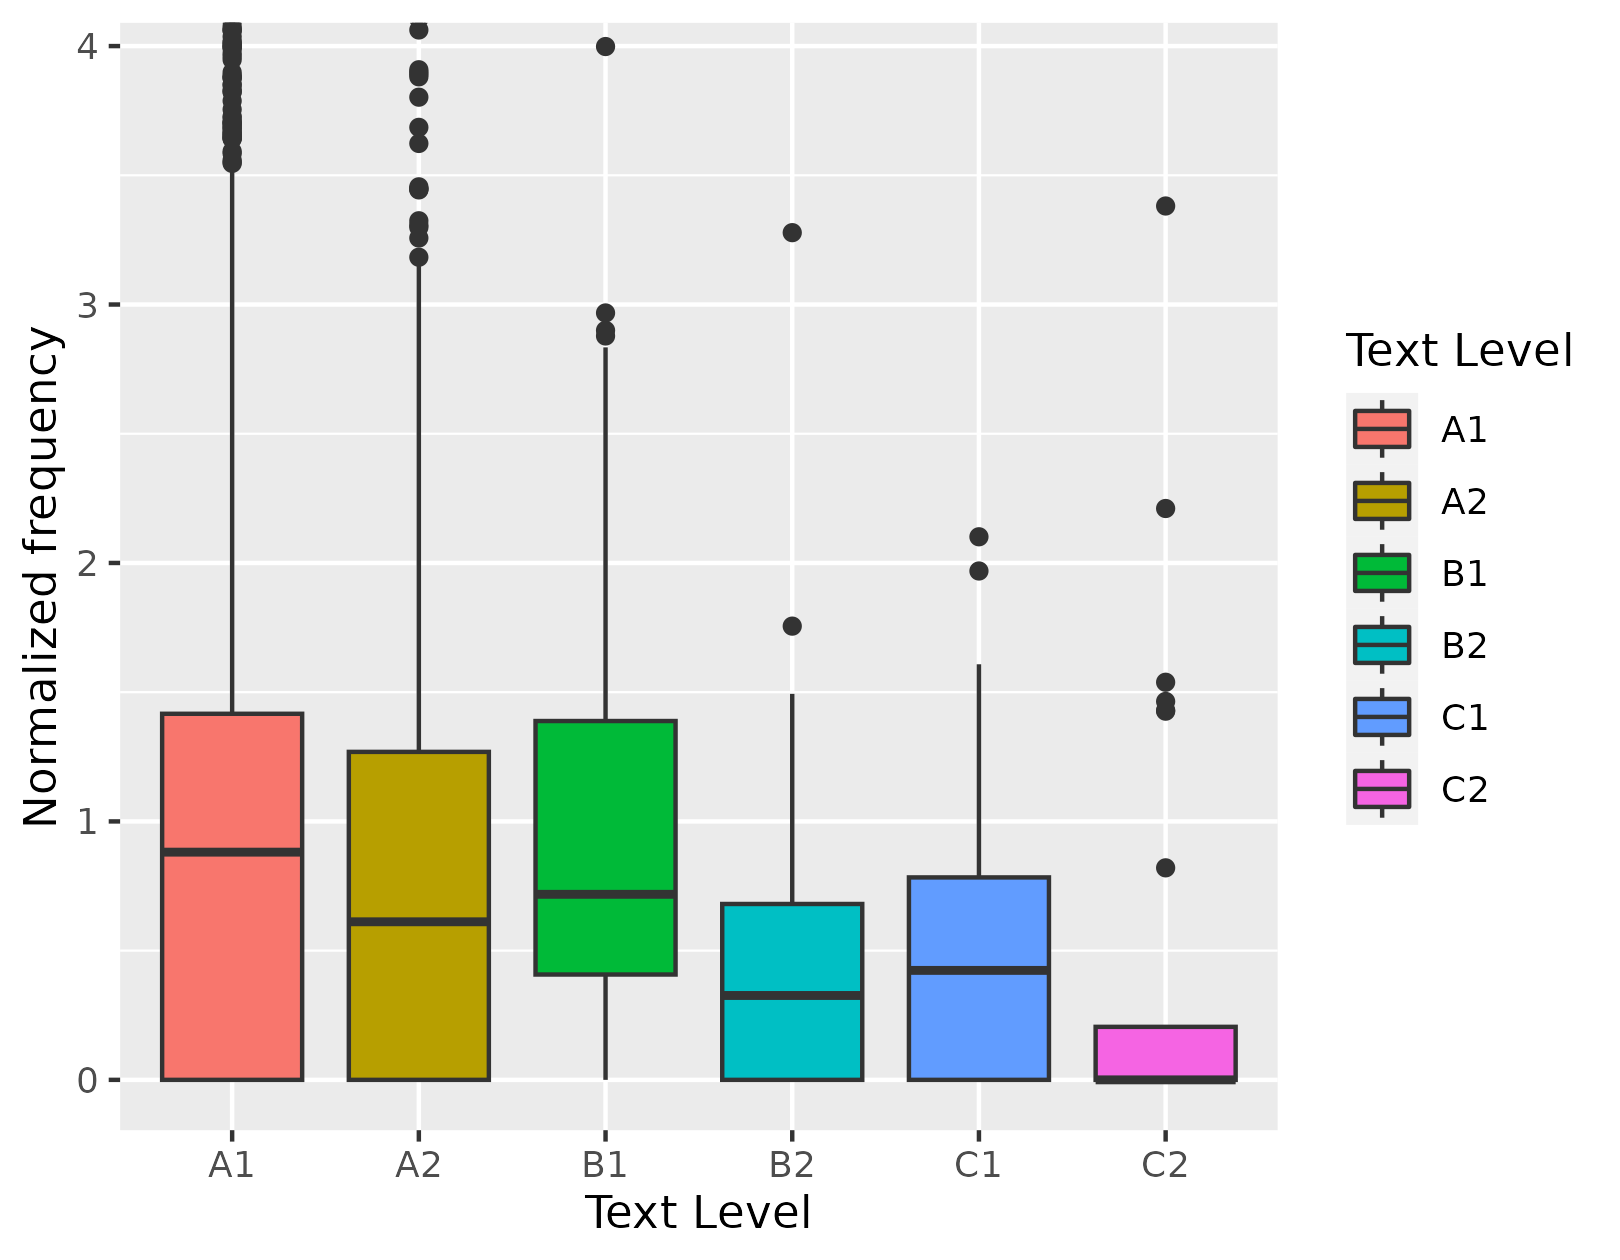 4
3
2
1
0
Normalized frequency
A1 A2 B1 B2 C1 C2
Text Level
Text Level
A1
A2
B1
B2
C1
C2